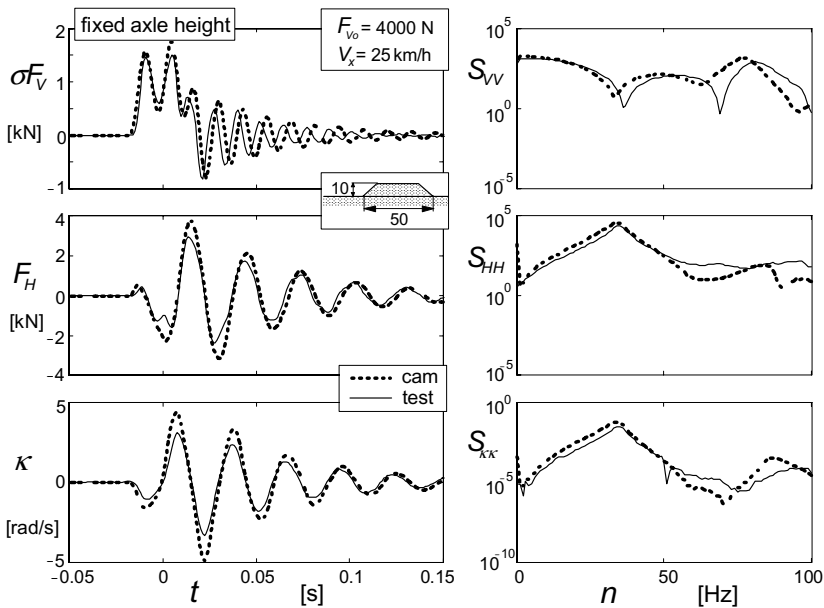 fixed axle height
F_Vo = 4000 N
V_x = 25 km/h
2
σF_V
1
[kN]
0
−1
10^5
S_VV
10^0
10^−5
10
50
4
F_H
2
0
[kN]
−2
−4
10^5
S_HH
10^0
10^−5
cam
test
5
κ
0
[rad/s]
−5
−0.05 0 t 0.05 [s] 0.1 0.15
10^0
S_κκ
10^−5
10^−10
0 n 50 [Hz] 100